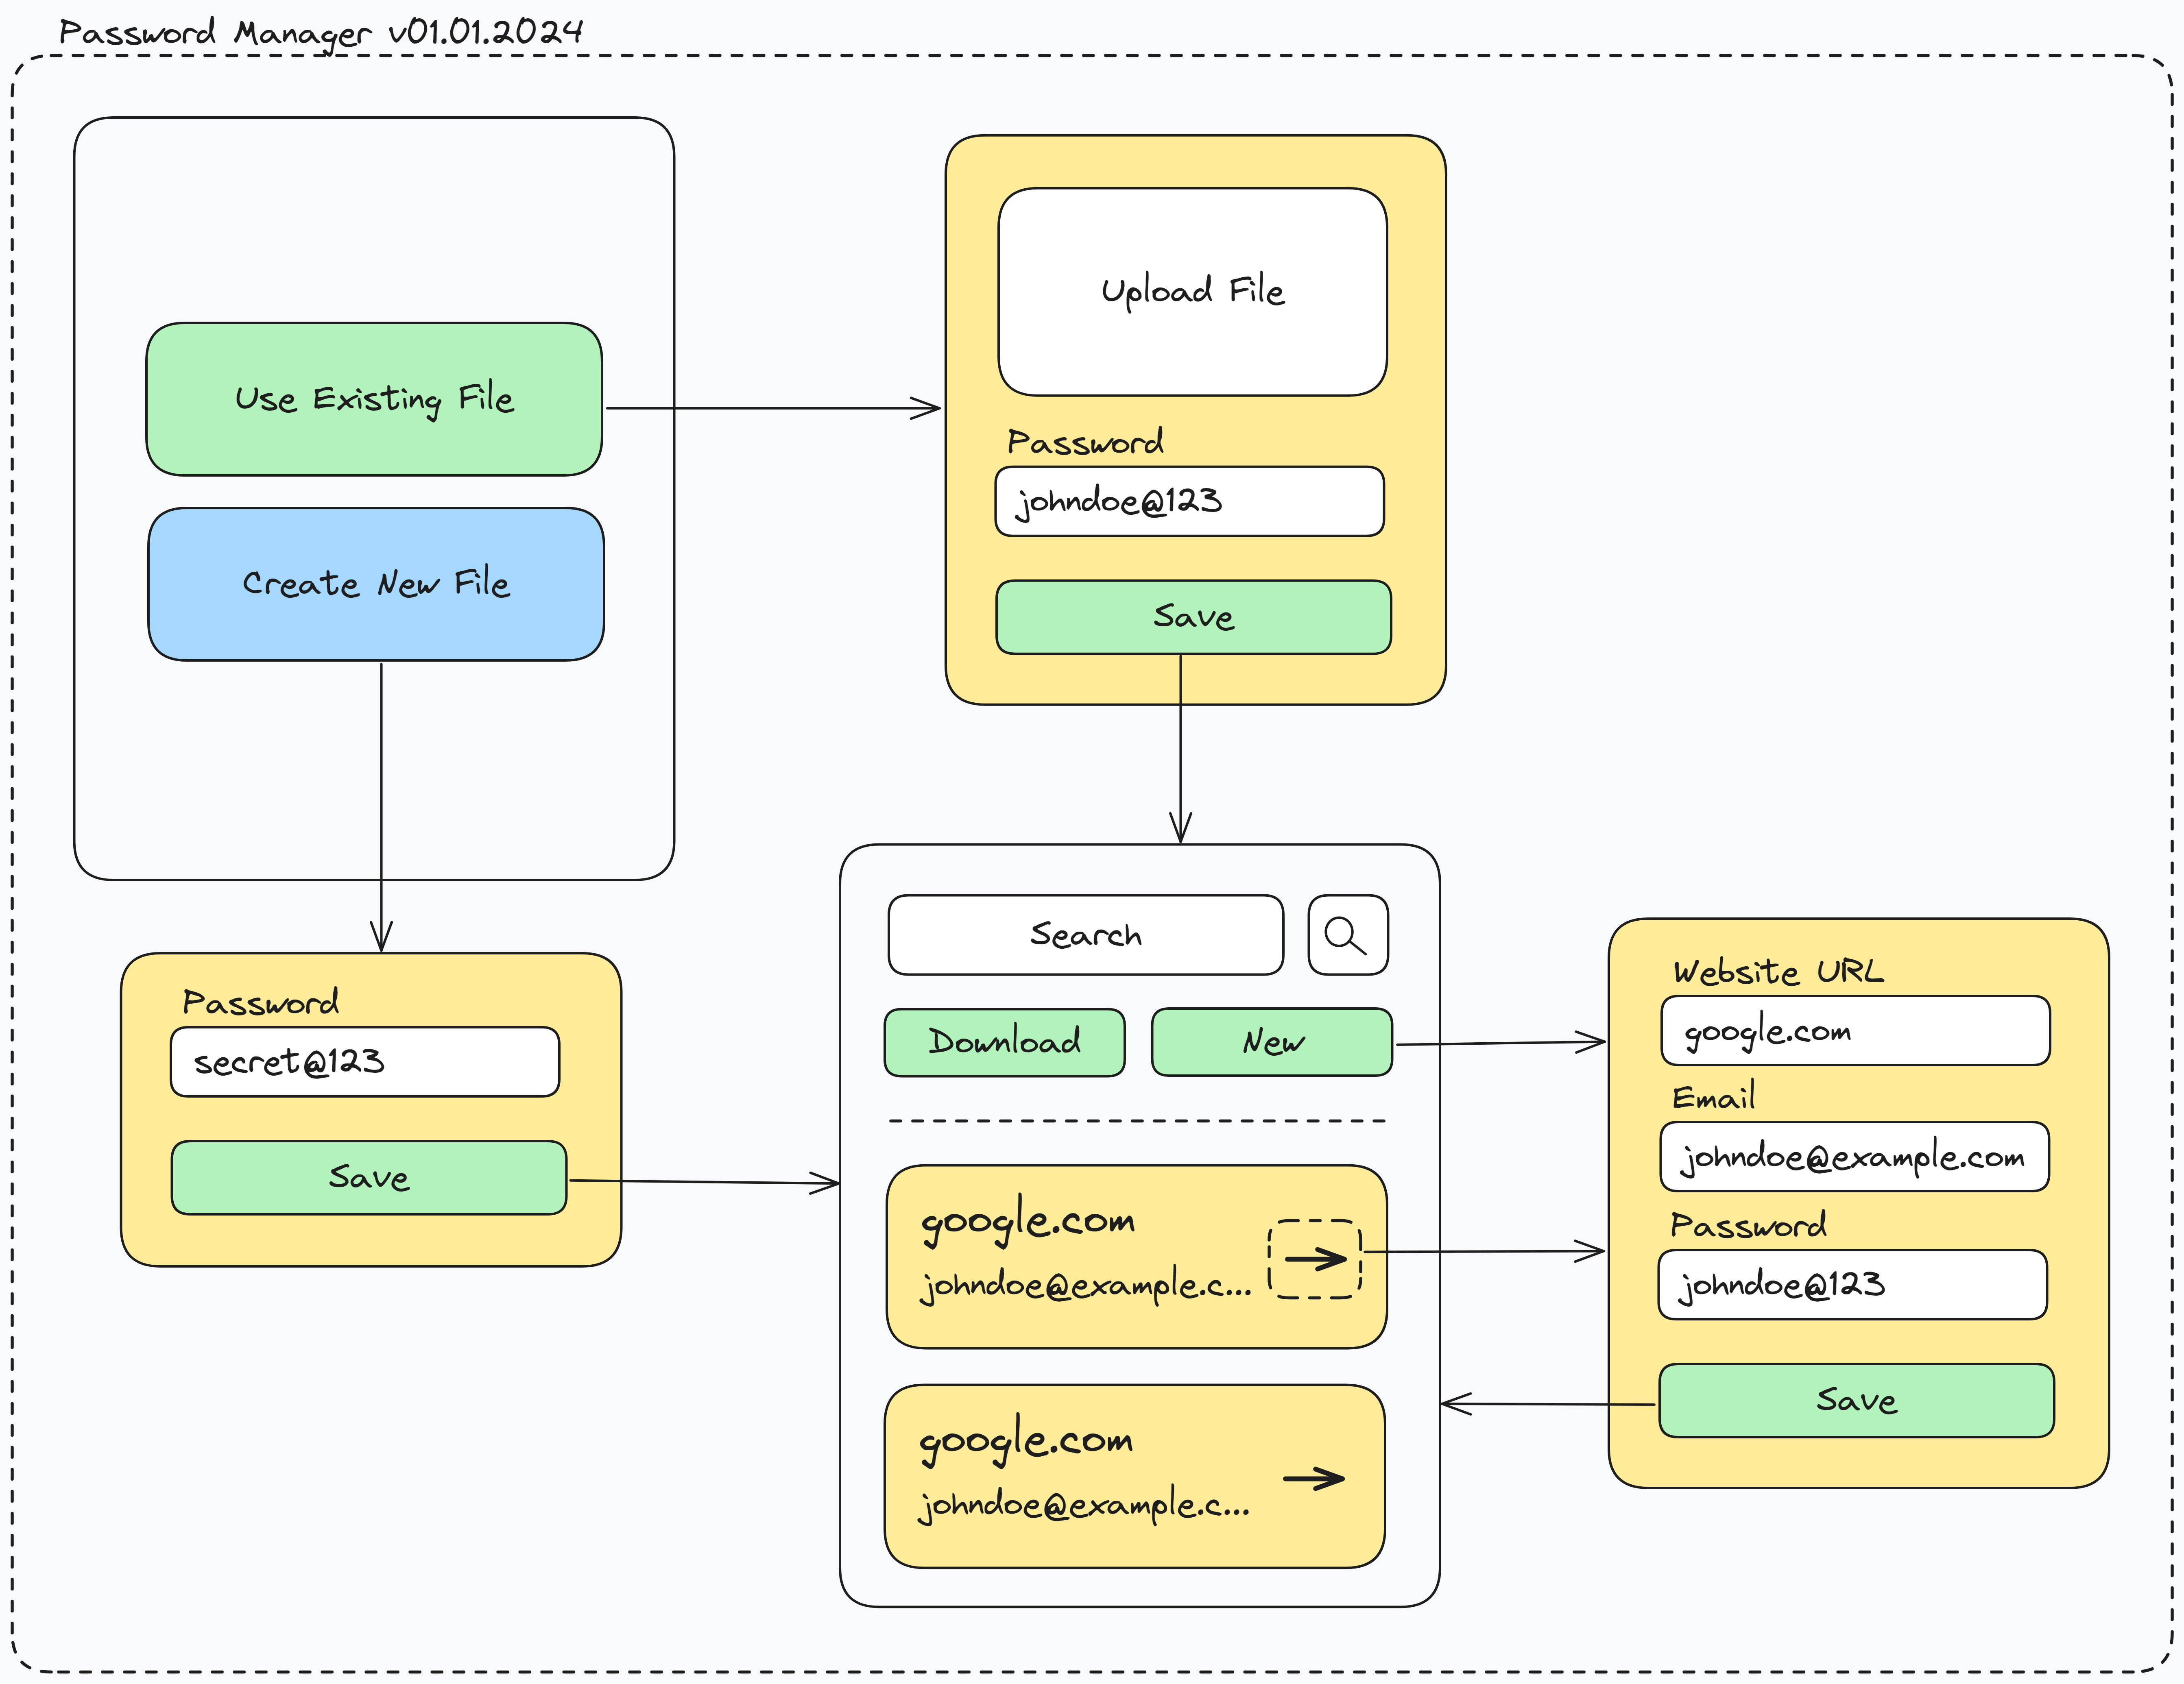 Password Manager v01.01.2024
Use Existing File
Create New File
Upload File
Password
johndoe@123
Save
Password
secret@123
Save
Search
Download
New
google.com
johndoe@example.c...
google.com
johndoe@example.c...
Website URL
google.com
Email
johndoe@example.com
Password
johndoe@123
Save